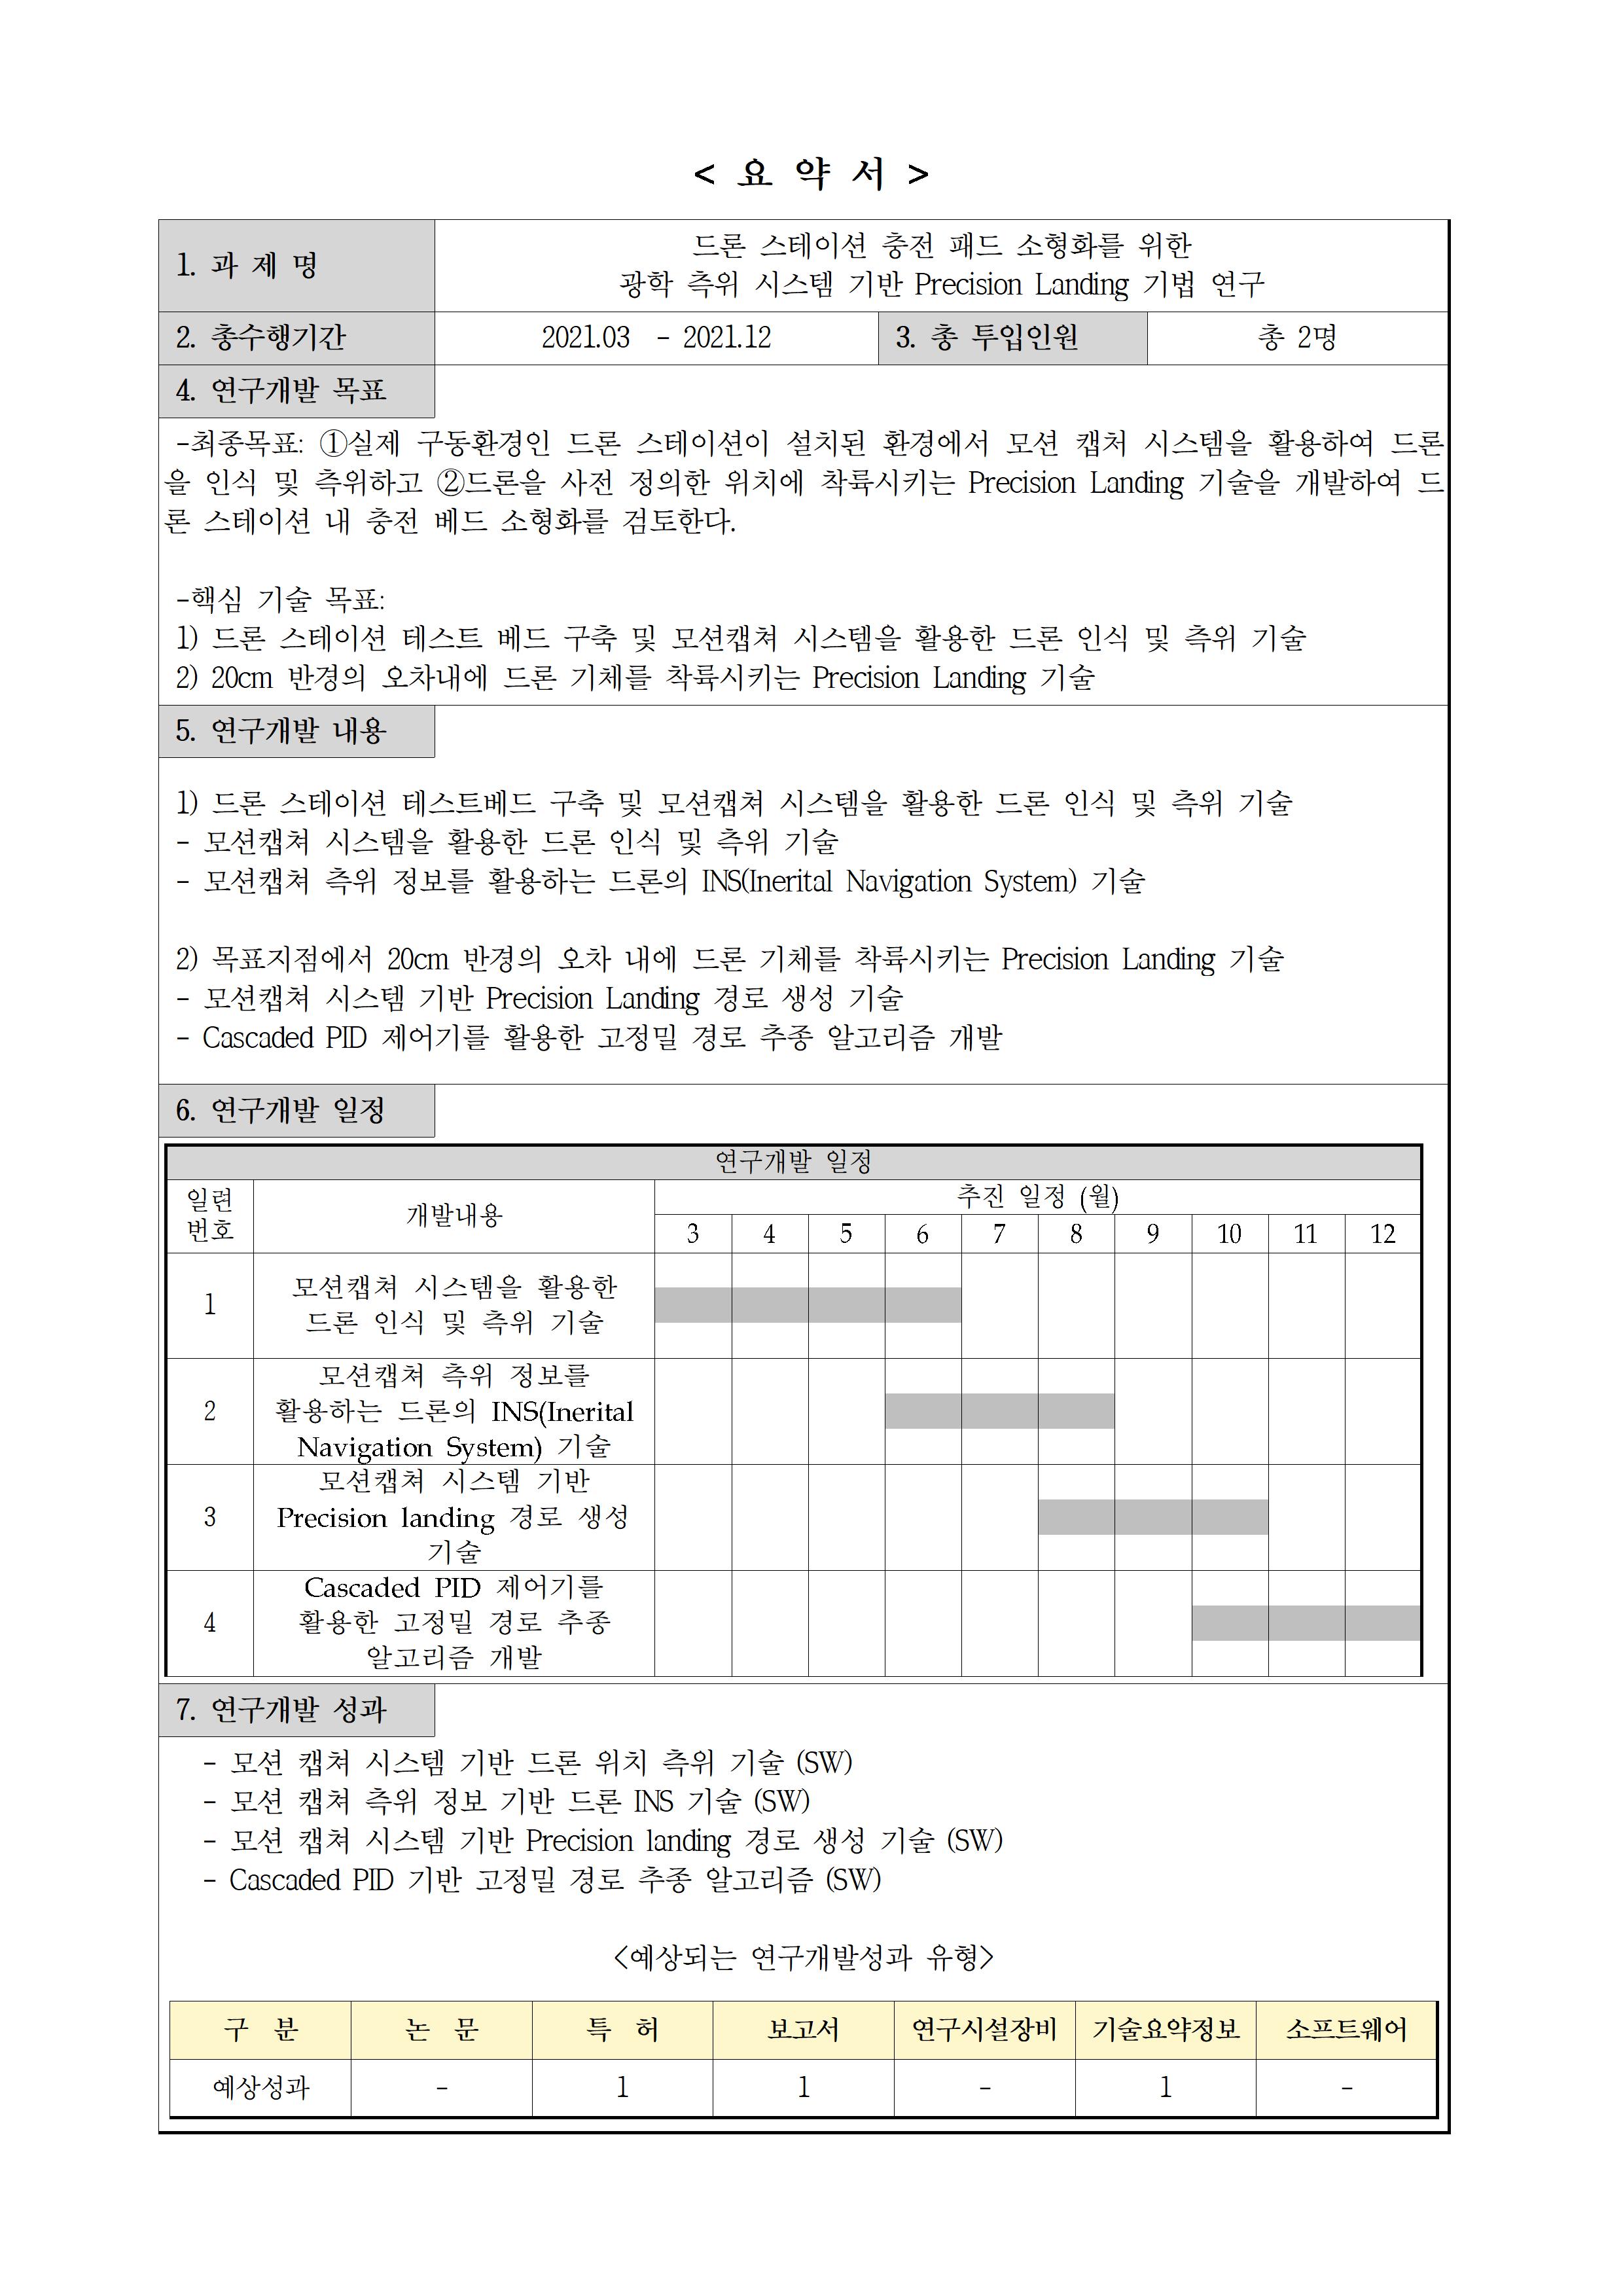 < 요 약 서 >
1. 과 제 명
드론 스테이션 충전 패드 소형화를 위한
광학 측위 시스템 기반 Precision Landing 기법 연구
2. 총수행기간
2021.03 - 2021.12
3. 총 투입인원
총 2명
4. 연구개발 목표
-최종목표: ①실제 구동환경인 드론 스테이션이 설치된 환경에서 모션 캡처 시스템을 활용하여 드론
을 인식 및 측위하고 ②드론을 사전 정의한 위치에 착륙시키는 Precision Landing 기술을 개발하여 드
론 스테이션 내 충전 베드 소형화를 검토한다.
-핵심 기술 목표:
1) 드론 스테이션 테스트 베드 구축 및 모션캡쳐 시스템을 활용한 드론 인식 및 측위 기술
2) 20cm 반경의 오차내에 드론 기체를 착륙시키는 Precision Landing 기술
5. 연구개발 내용
1) 드론 스테이션 테스트베드 구축 및 모션캡쳐 시스템을 활용한 드론 인식 및 측위 기술
- 모션캡쳐 시스템을 활용한 드론 인식 및 측위 기술
- 모션캡쳐 측위 정보를 활용하는 드론의 INS(Inerital Navigation System) 기술
2) 목표지점에서 20cm 반경의 오차 내에 드론 기체를 착륙시키는 Precision Landing 기술
- 모션캡쳐 시스템 기반 Precision Landing 경로 생성 기술
- Cascaded PID 제어기를 활용한 고정밀 경로 추종 알고리즘 개발
6. 연구개발 일정
연구개발 일정
일련
번호
개발내용
추진 일정 (월)
3 4 5 6 7 8 9 10 11 12
1
모션캡쳐 시스템을 활용한
드론 인식 및 측위 기술
2
모션캡쳐 측위 정보를
활용하는 드론의 INS(Inerital
Navigation System) 기술
3
모션캡쳐 시스템 기반
Precision landing 경로 생성
기술
4
Cascaded PID 제어기를
활용한 고정밀 경로 추종
알고리즘 개발
7. 연구개발 성과
- 모션 캡쳐 시스템 기반 드론 위치 측위 기술 (SW)
- 모션 캡쳐 측위 정보 기반 드론 INS 기술 (SW)
- 모션 캡쳐 시스템 기반 Precision landing 경로 생성 기술 (SW)
- Cascaded PID 기반 고정밀 경로 추종 알고리즘 (SW)
<예상되는 연구개발성과 유형>
구 분 논 문 특 허 보고서 연구시설장비 기술요약정보 소프트웨어
예상성과 - 1 1 - 1 -